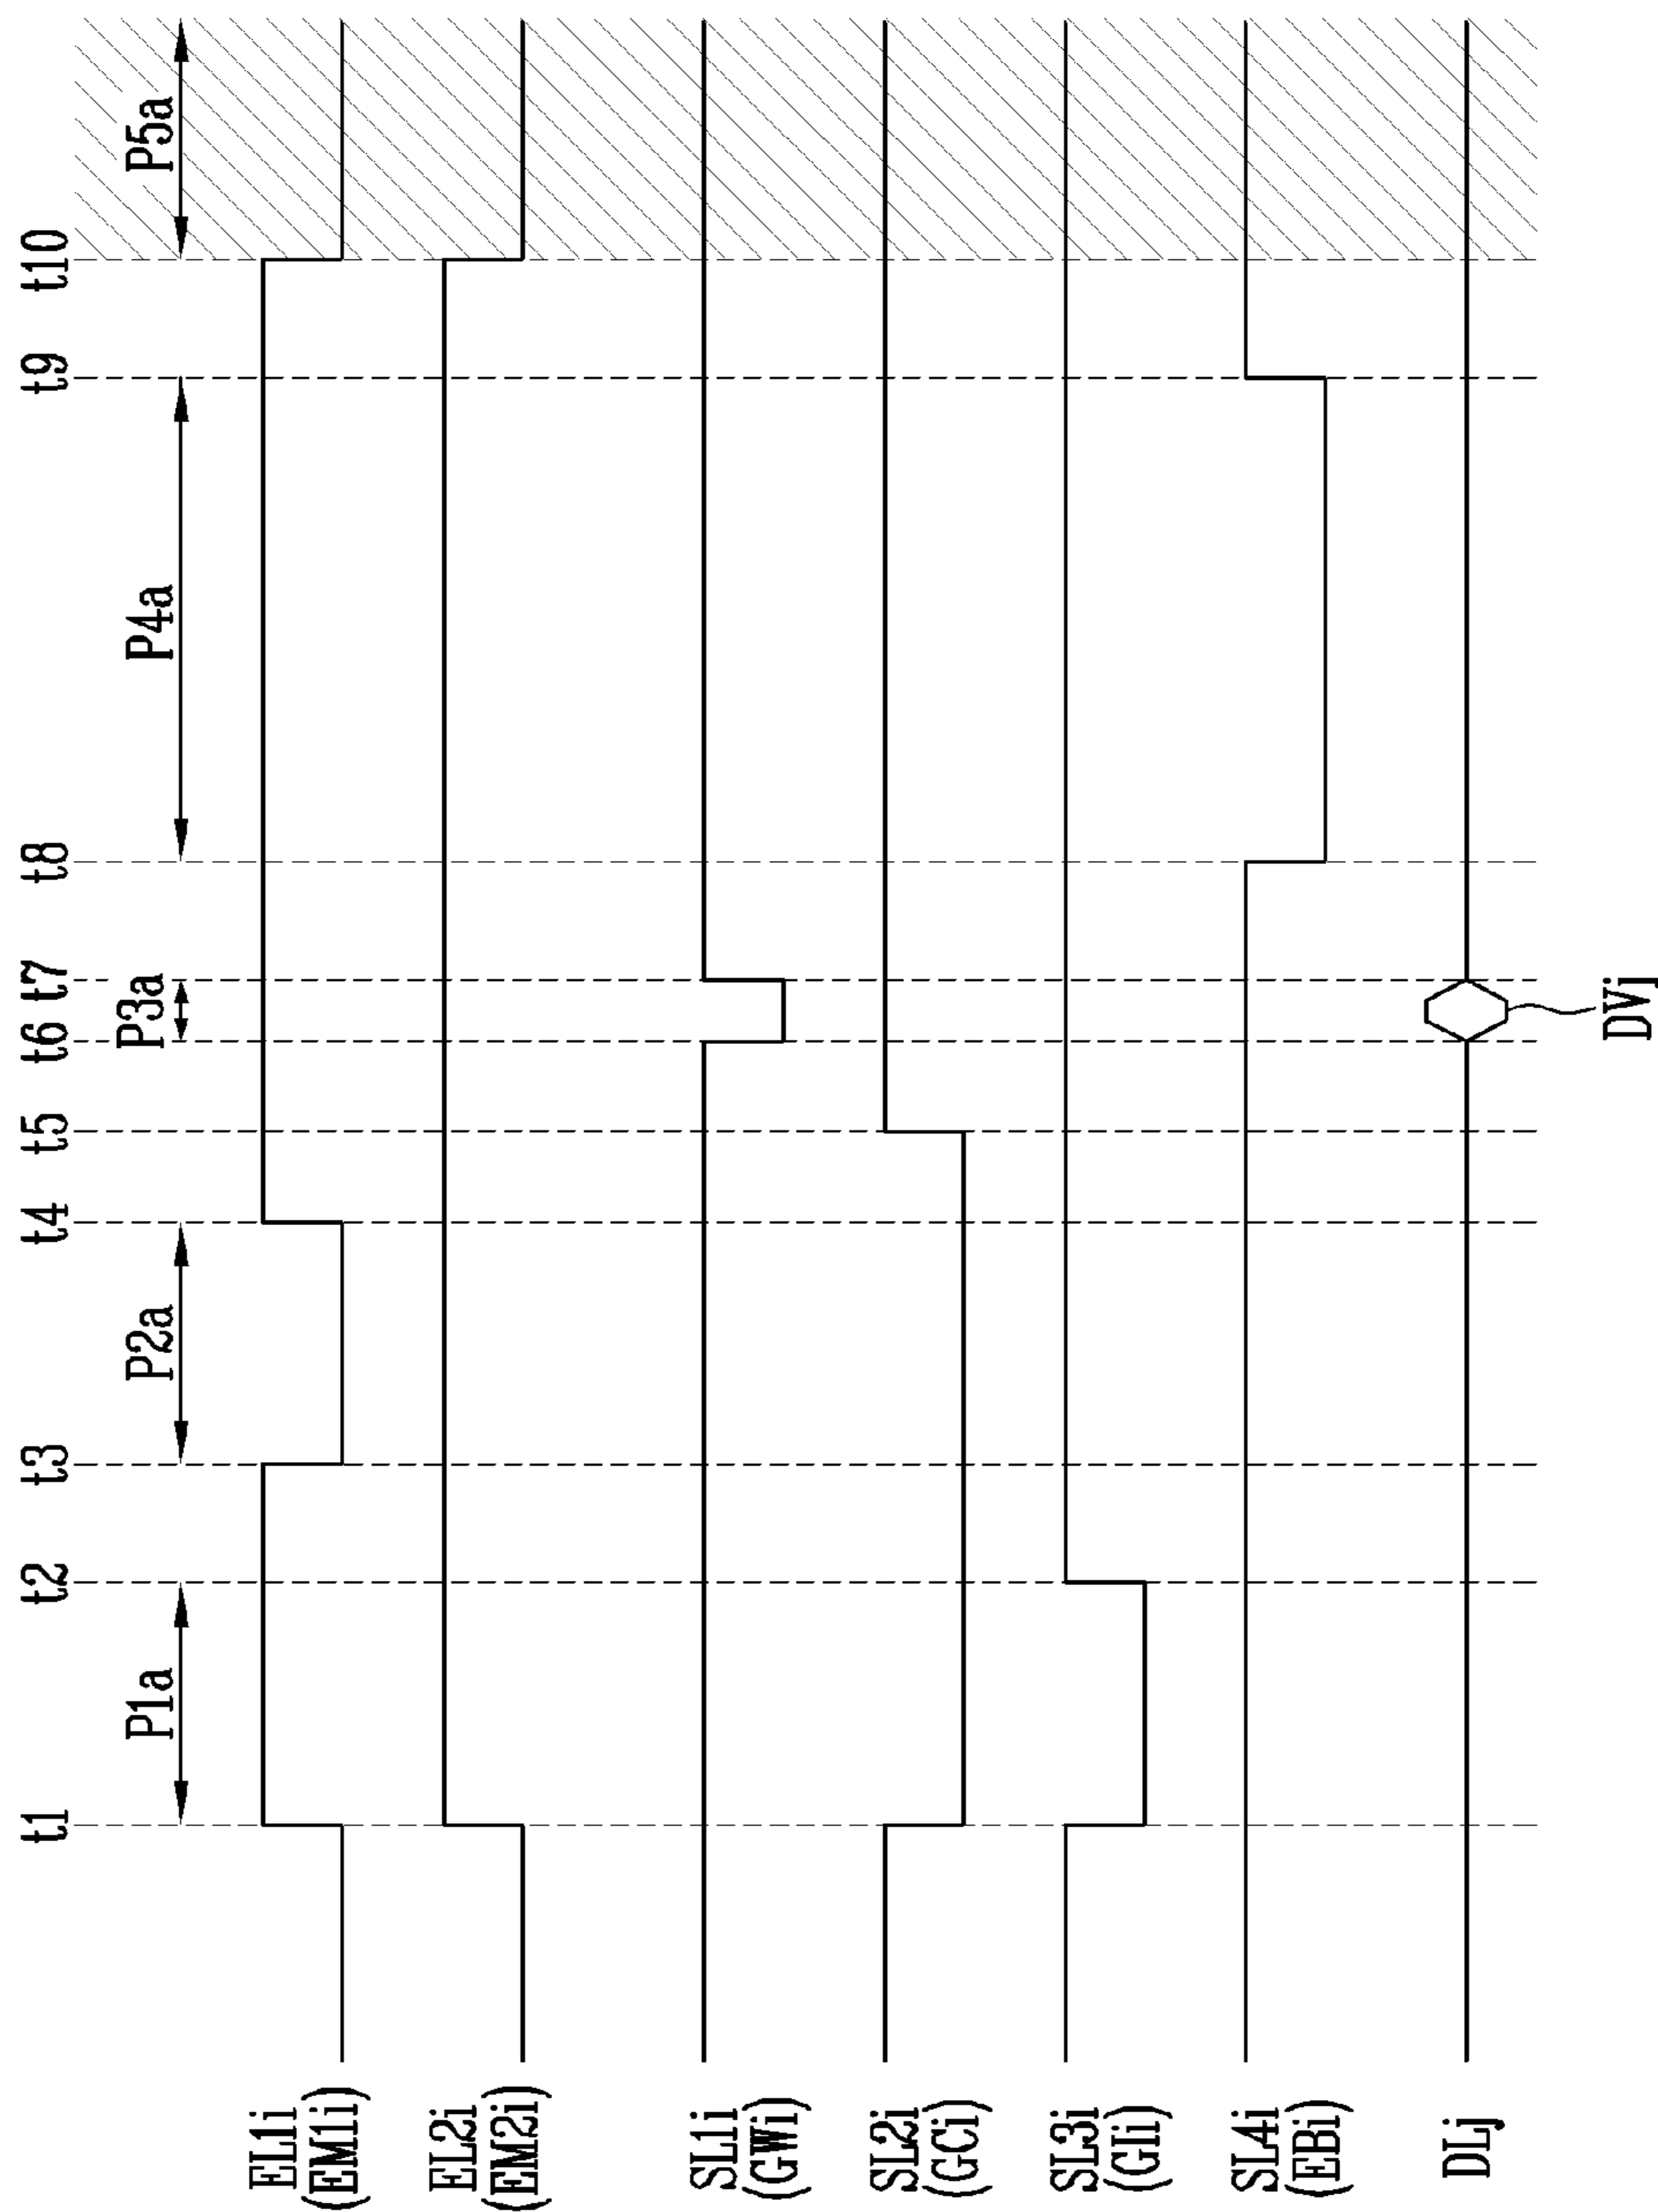 t1 t2 t3 t4 t5 t6 t7 t8 t9 t10
P1a P2a P3a P4a P5a
EL1i
(EM1i)
EL2i
(EM2i)
SL1i
(GWi)
SL2i
(GCi)
SL3i
(GIi)
SL4i
(EBi)
DLj
DVj